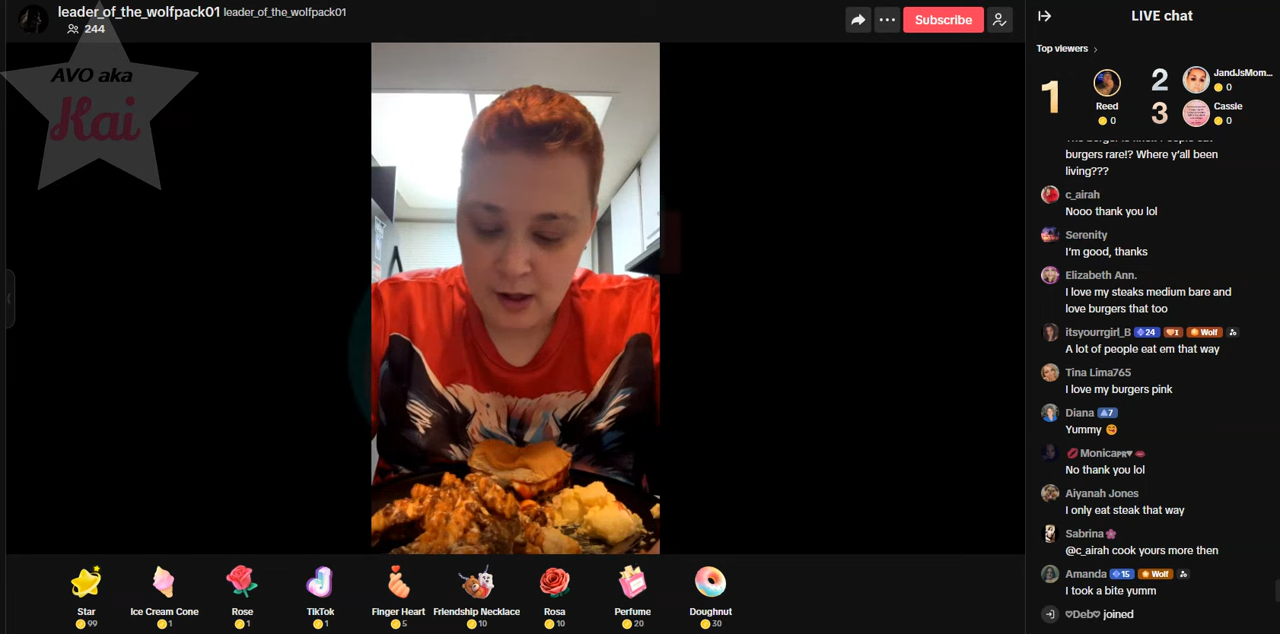 leader_of_the_wolfpack01 leader_of_the_wolfpack01
244
Subscribe
AVO aka
Kai
LIVE chat
Top viewers
1
Reed
0
2
JandJsMom...
0
3
Cassie
0
burgers rare!? Where y'all been
living???
c_airah
Nooo thank you lol
Serenity
I'm good, thanks
Elizabeth Ann.
I love my steaks medium bare and
love burgers that too
itsyourrgirl_B 24 I Wolf
A lot of people eat em that way
Tina Lima765
I love my burgers pink
Diana 7
Yummy
Monicaᴘʀ♥
No thank you lol
Aiyanah Jones
I only eat steak that way
Sabrina
@c_airah cook yours more then
Amanda 15 Wolf
I took a bite yumm
♡Deb♡ joined
Star
99
Ice Cream Cone
1
Rose
1
TikTok
1
Finger Heart
5
Friendship Necklace
10
Rosa
10
Perfume
20
Doughnut
30